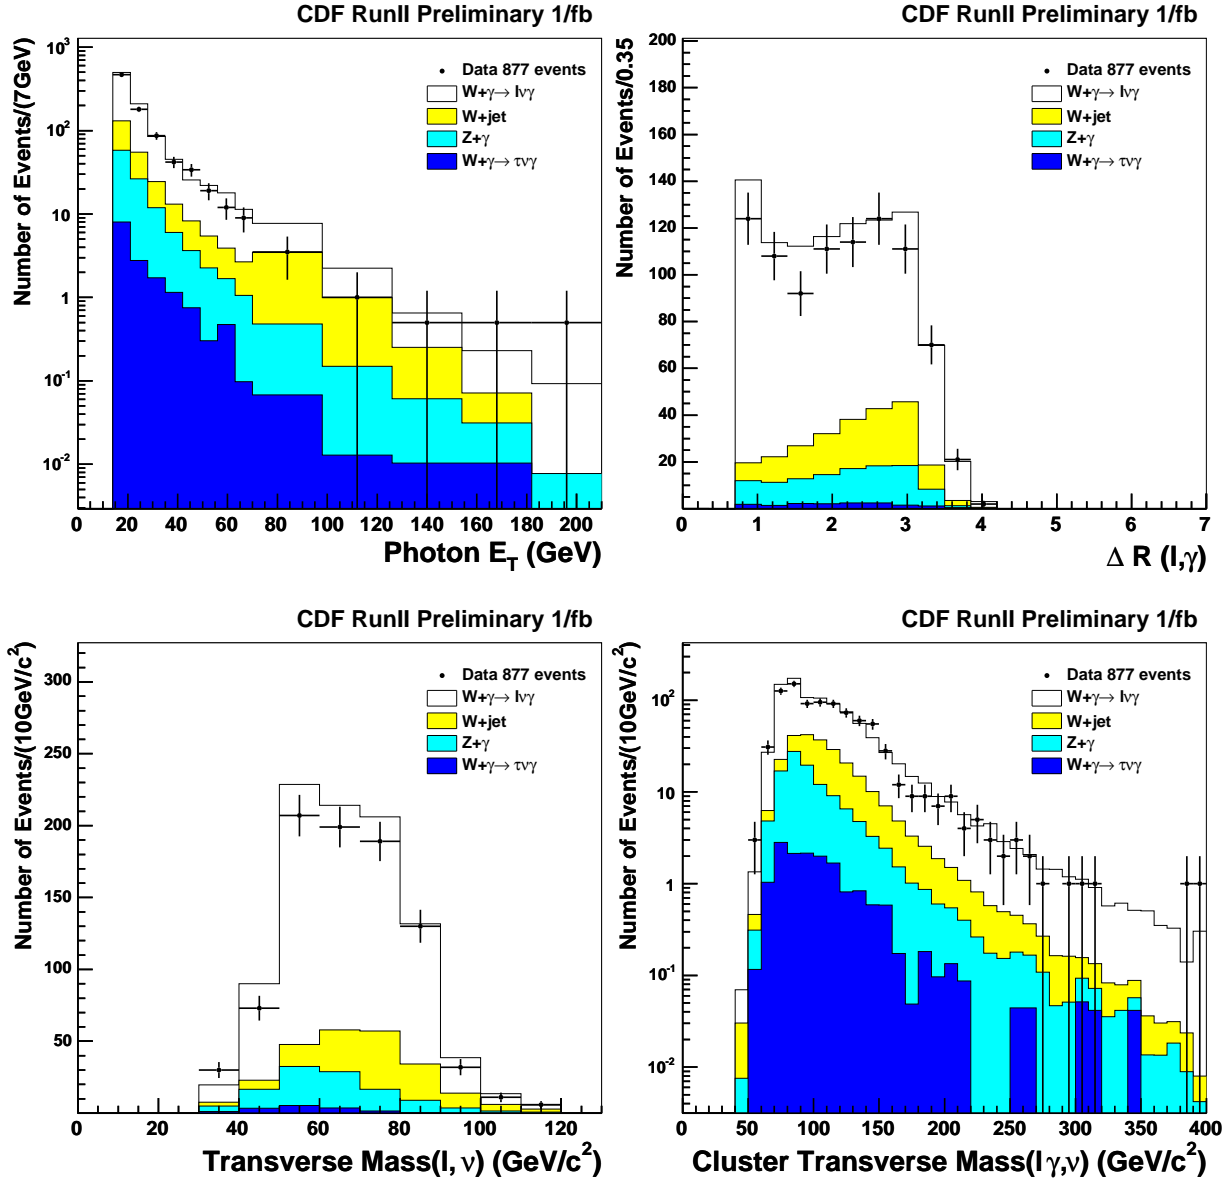 CDF RunII Preliminary 1/fb
Number of Events/(7GeV)
10³
10²
10
1
10⁻¹
10⁻²
Data 877 events
W+γ→ lνγ
W+jet
Z+γ
W+γ→ τνγ
0 20 40 60 80 100 120 140 160 180 200
Photon E_T (GeV)
CDF RunII Preliminary 1/fb
Number of Events/0.35
200
180
160
140
120
100
80
60
40
20
Data 877 events
W+γ→ lνγ
W+jet
Z+γ
W+γ→ τνγ
0 1 2 3 4 5 6 7
Δ R (l,γ)
CDF RunII Preliminary 1/fb
Number of Events/(10GeV/c²)
300
250
200
150
100
50
Data 877 events
W+γ→ lνγ
W+jet
Z+γ
W+γ→ τνγ
0 20 40 60 80 100 120
Transverse Mass(l, ν) (GeV/c²)
CDF RunII Preliminary 1/fb
Number of Events/(10GeV/c²)
10²
10
1
10⁻¹
10⁻²
Data 877 events
W+γ→ lνγ
W+jet
Z+γ
W+γ→ τνγ
0 50 100 150 200 250 300 350 400
Cluster Transverse Mass(l γ,ν) (GeV/c²)